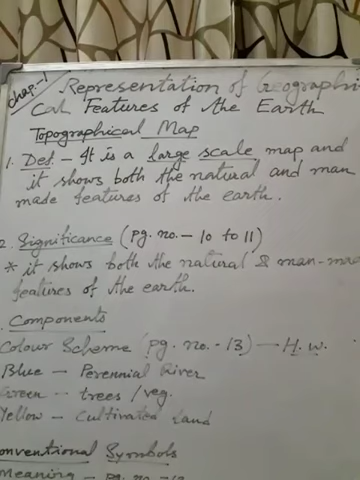 Chap.-1
Representation of Geographi
cal Features of the Earth
Topographical Map
1. Def. - It is a large scale map and
it shows both the natural and man
made features of the earth.
2. Significance (pg. no. - 10 to 11)
* it shows both the natural & man-mad
features of the earth.
. Components
Colour Scheme (pg. no. - 13) - H.W.
Blue - Perennial River
Green -- trees/veg.
Yellow - Cultivated Land
onventional Symbols
Meaning - pg. no.